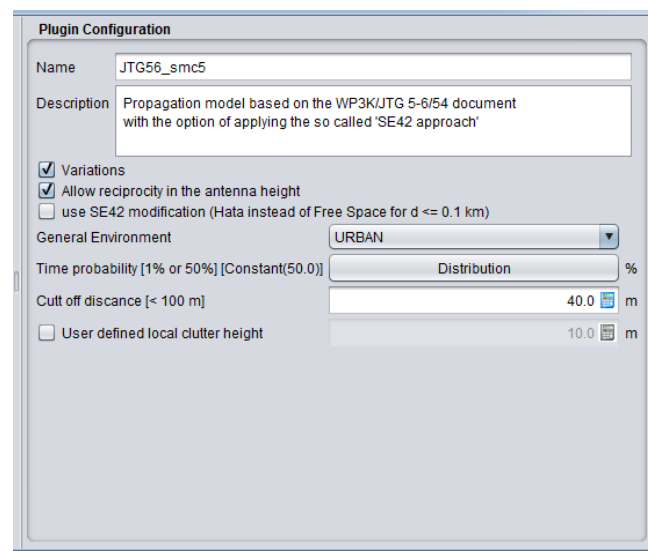 Plugin Configuration
Name JTG56_smc5
Description Propagation model based on the WP3K/JTG 5-6/54 document
with the option of applying the so called 'SE42 approach'
Variations
Allow reciprocity in the antenna height
use SE42 modification (Hata instead of Free Space for d <= 0.1 km)
General Environment URBAN
Time probability [1% or 50%] [Constant(50.0)] Distribution %
Cutt off discance [< 100 m] 40.0 m
User defined local clutter height 10.0 m